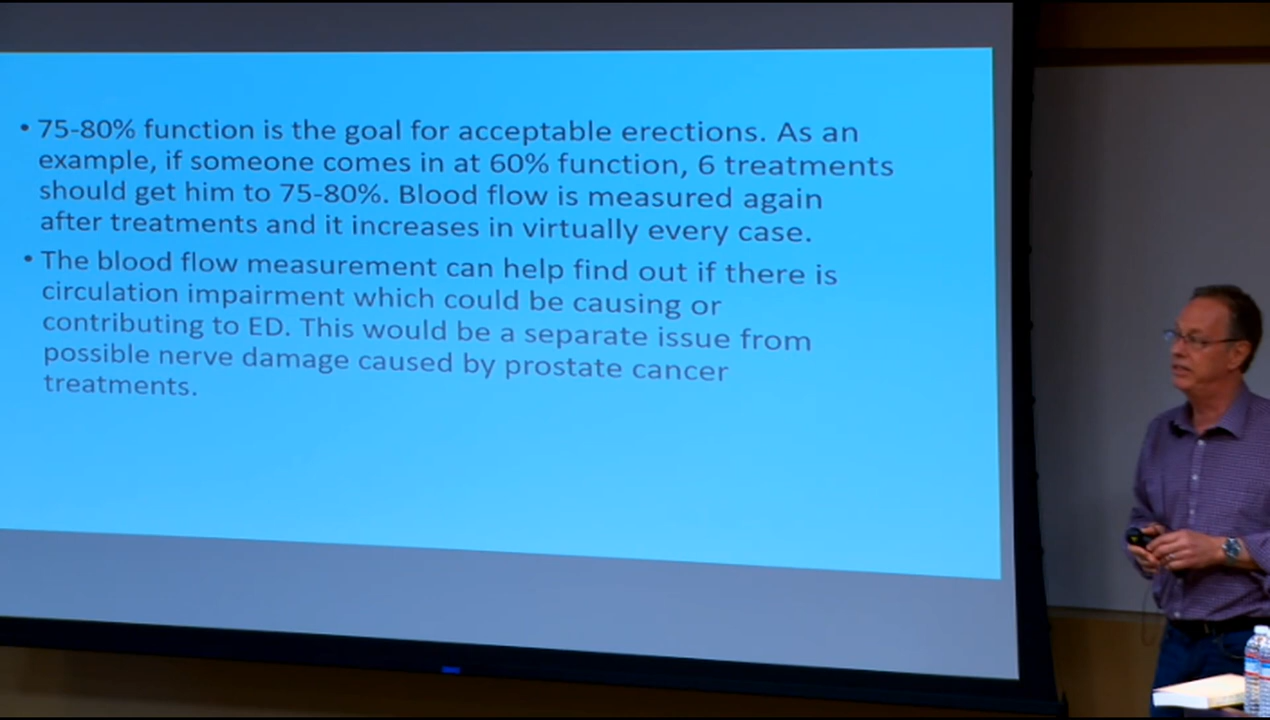 • 75-80% function is the goal for acceptable erections. As an
example, if someone comes in at 60% function, 6 treatments
should get him to 75-80%. Blood flow is measured again
after treatments and it increases in virtually every case.
• The blood flow measurement can help find out if there is
circulation impairment which could be causing or
contributing to ED. This would be a separate issue from
possible nerve damage caused by prostate cancer
treatments.